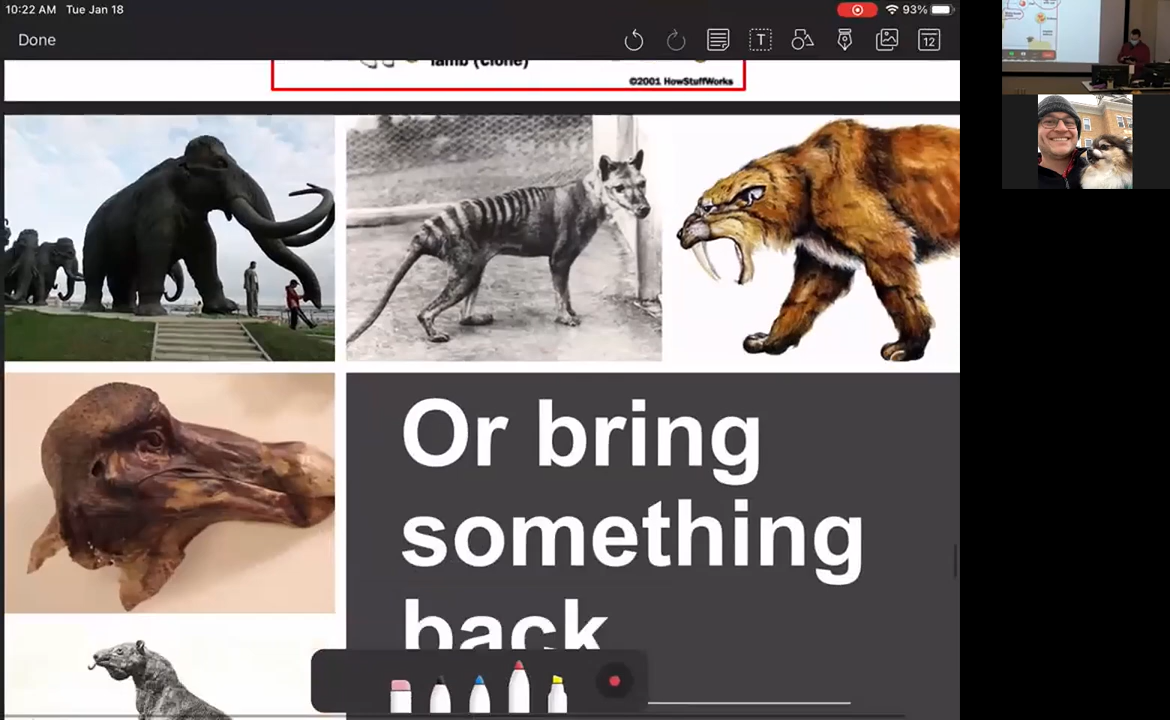 10:22 AM Tue Jan 18
93%
Done
T
12
lamb (Clone)
©2001 HowStuffWorks
Or bring
something
back